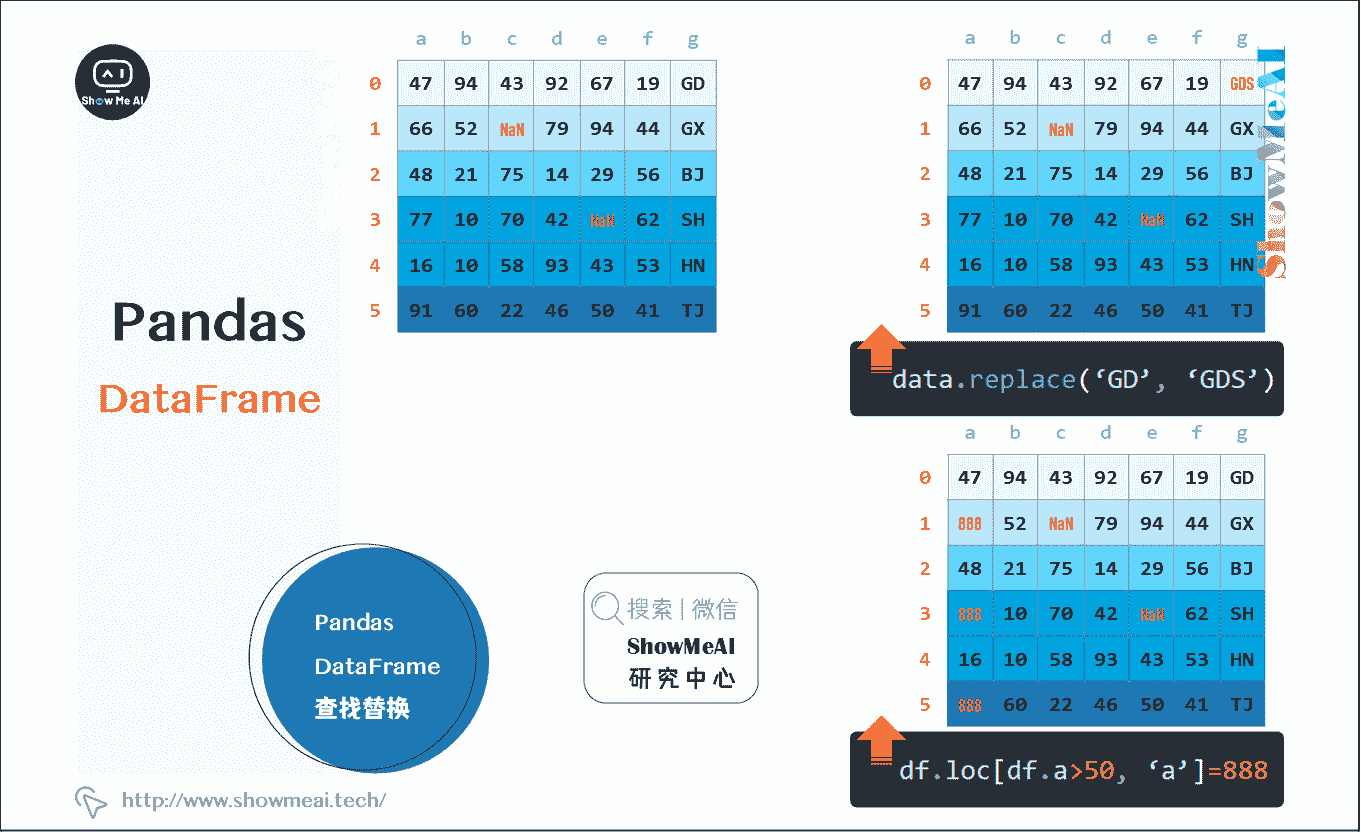 Show Me AI
Pandas
DataFrame
a b c d e f g
0 47 94 43 92 67 19 GD
1 66 52 NaN 79 94 44 GX
2 48 21 75 14 29 56 BJ
3 77 10 70 42 NaN 62 SH
4 16 10 58 93 43 53 HN
5 91 60 22 46 50 41 TJ
a b c d e f g
0 47 94 43 92 67 19 GDS
1 66 52 NaN 79 94 44 GX
2 48 21 75 14 29 56 BJ
3 77 10 70 42 NaN 62 SH
4 16 10 58 93 43 53 HN
5 91 60 22 46 50 41 TJ
ShowMeAI
data.replace(‘GD’, ‘GDS’)
a b c d e f g
0 47 94 43 92 67 19 GD
1 888 52 NaN 79 94 44 GX
2 48 21 75 14 29 56 BJ
3 888 10 70 42 NaN 62 SH
4 16 10 58 93 43 53 HN
5 888 60 22 46 50 41 TJ
df.loc[df.a>50, ‘a’]=888
Pandas
DataFrame
查找替换
搜索 | 微信
ShowMeAI
研究中心
http://www.showmeai.tech/